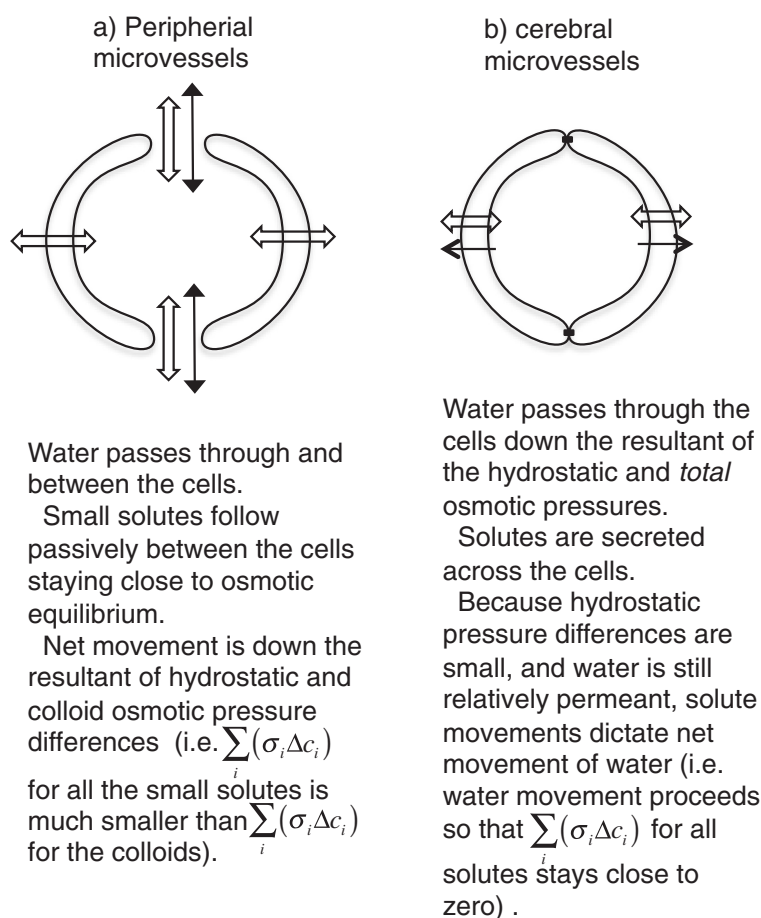 a) Peripherial
microvessels
b) cerebral
microvessels
Water passes through and
between the cells.
Small solutes follow
passively between the cells
staying close to osmotic
equilibrium.
Net movement is down the
resultant of hydrostatic and
colloid osmotic pressure
differences (i.e. ∑i(σiΔci)
for all the small solutes is
much smaller than ∑i(σiΔci)
for the colloids).
Water passes through the
cells down the resultant of
the hydrostatic and total
osmotic pressures.
Solutes are secreted
across the cells.
Because hydrostatic
pressure differences are
small, and water is still
relatively permeant, solute
movements dictate net
movement of water (i.e.
water movement proceeds
so that ∑i(σiΔci) for all
solutes stays close to
zero) .